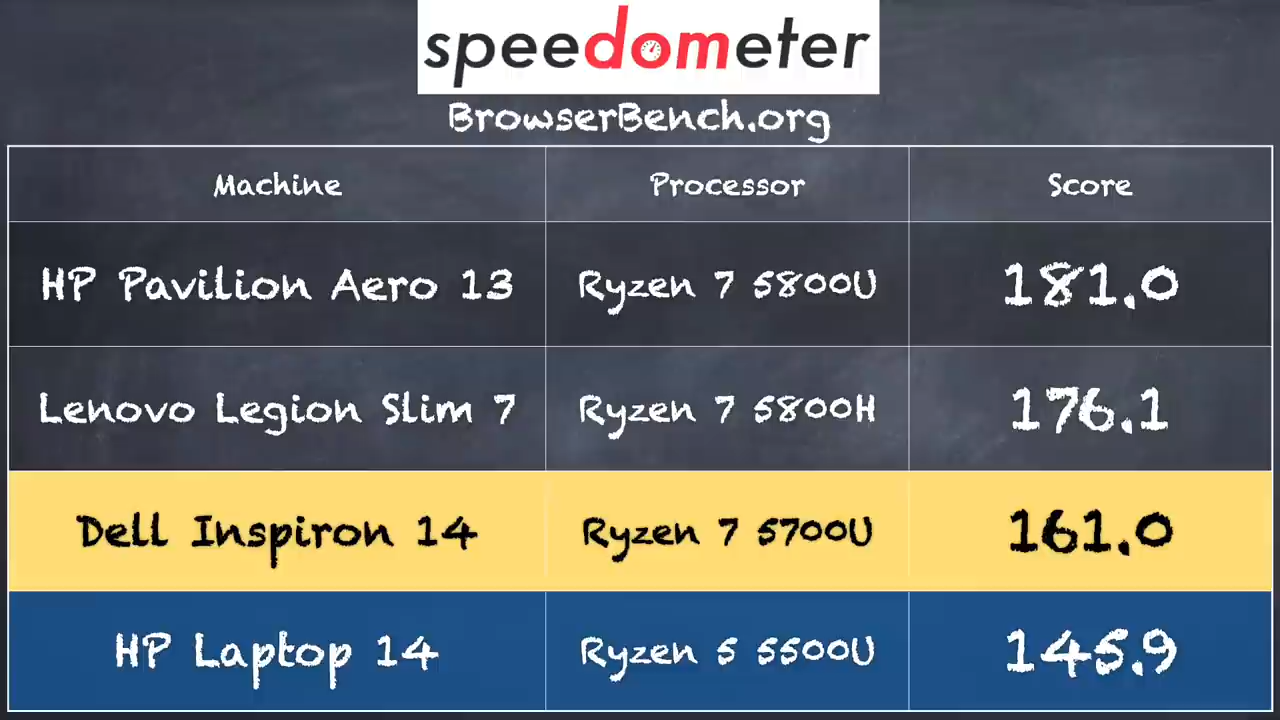 speedometer
BrowserBench.org
Machine Processor Score
HP Pavilion Aero 13 Ryzen 7 5800U 181.0
Lenovo Legion Slim 7 Ryzen 7 5800H 176.1
Dell Inspiron 14 Ryzen 7 5700U 161.0
HP Laptop 14 Ryzen 5 5500U 145.9